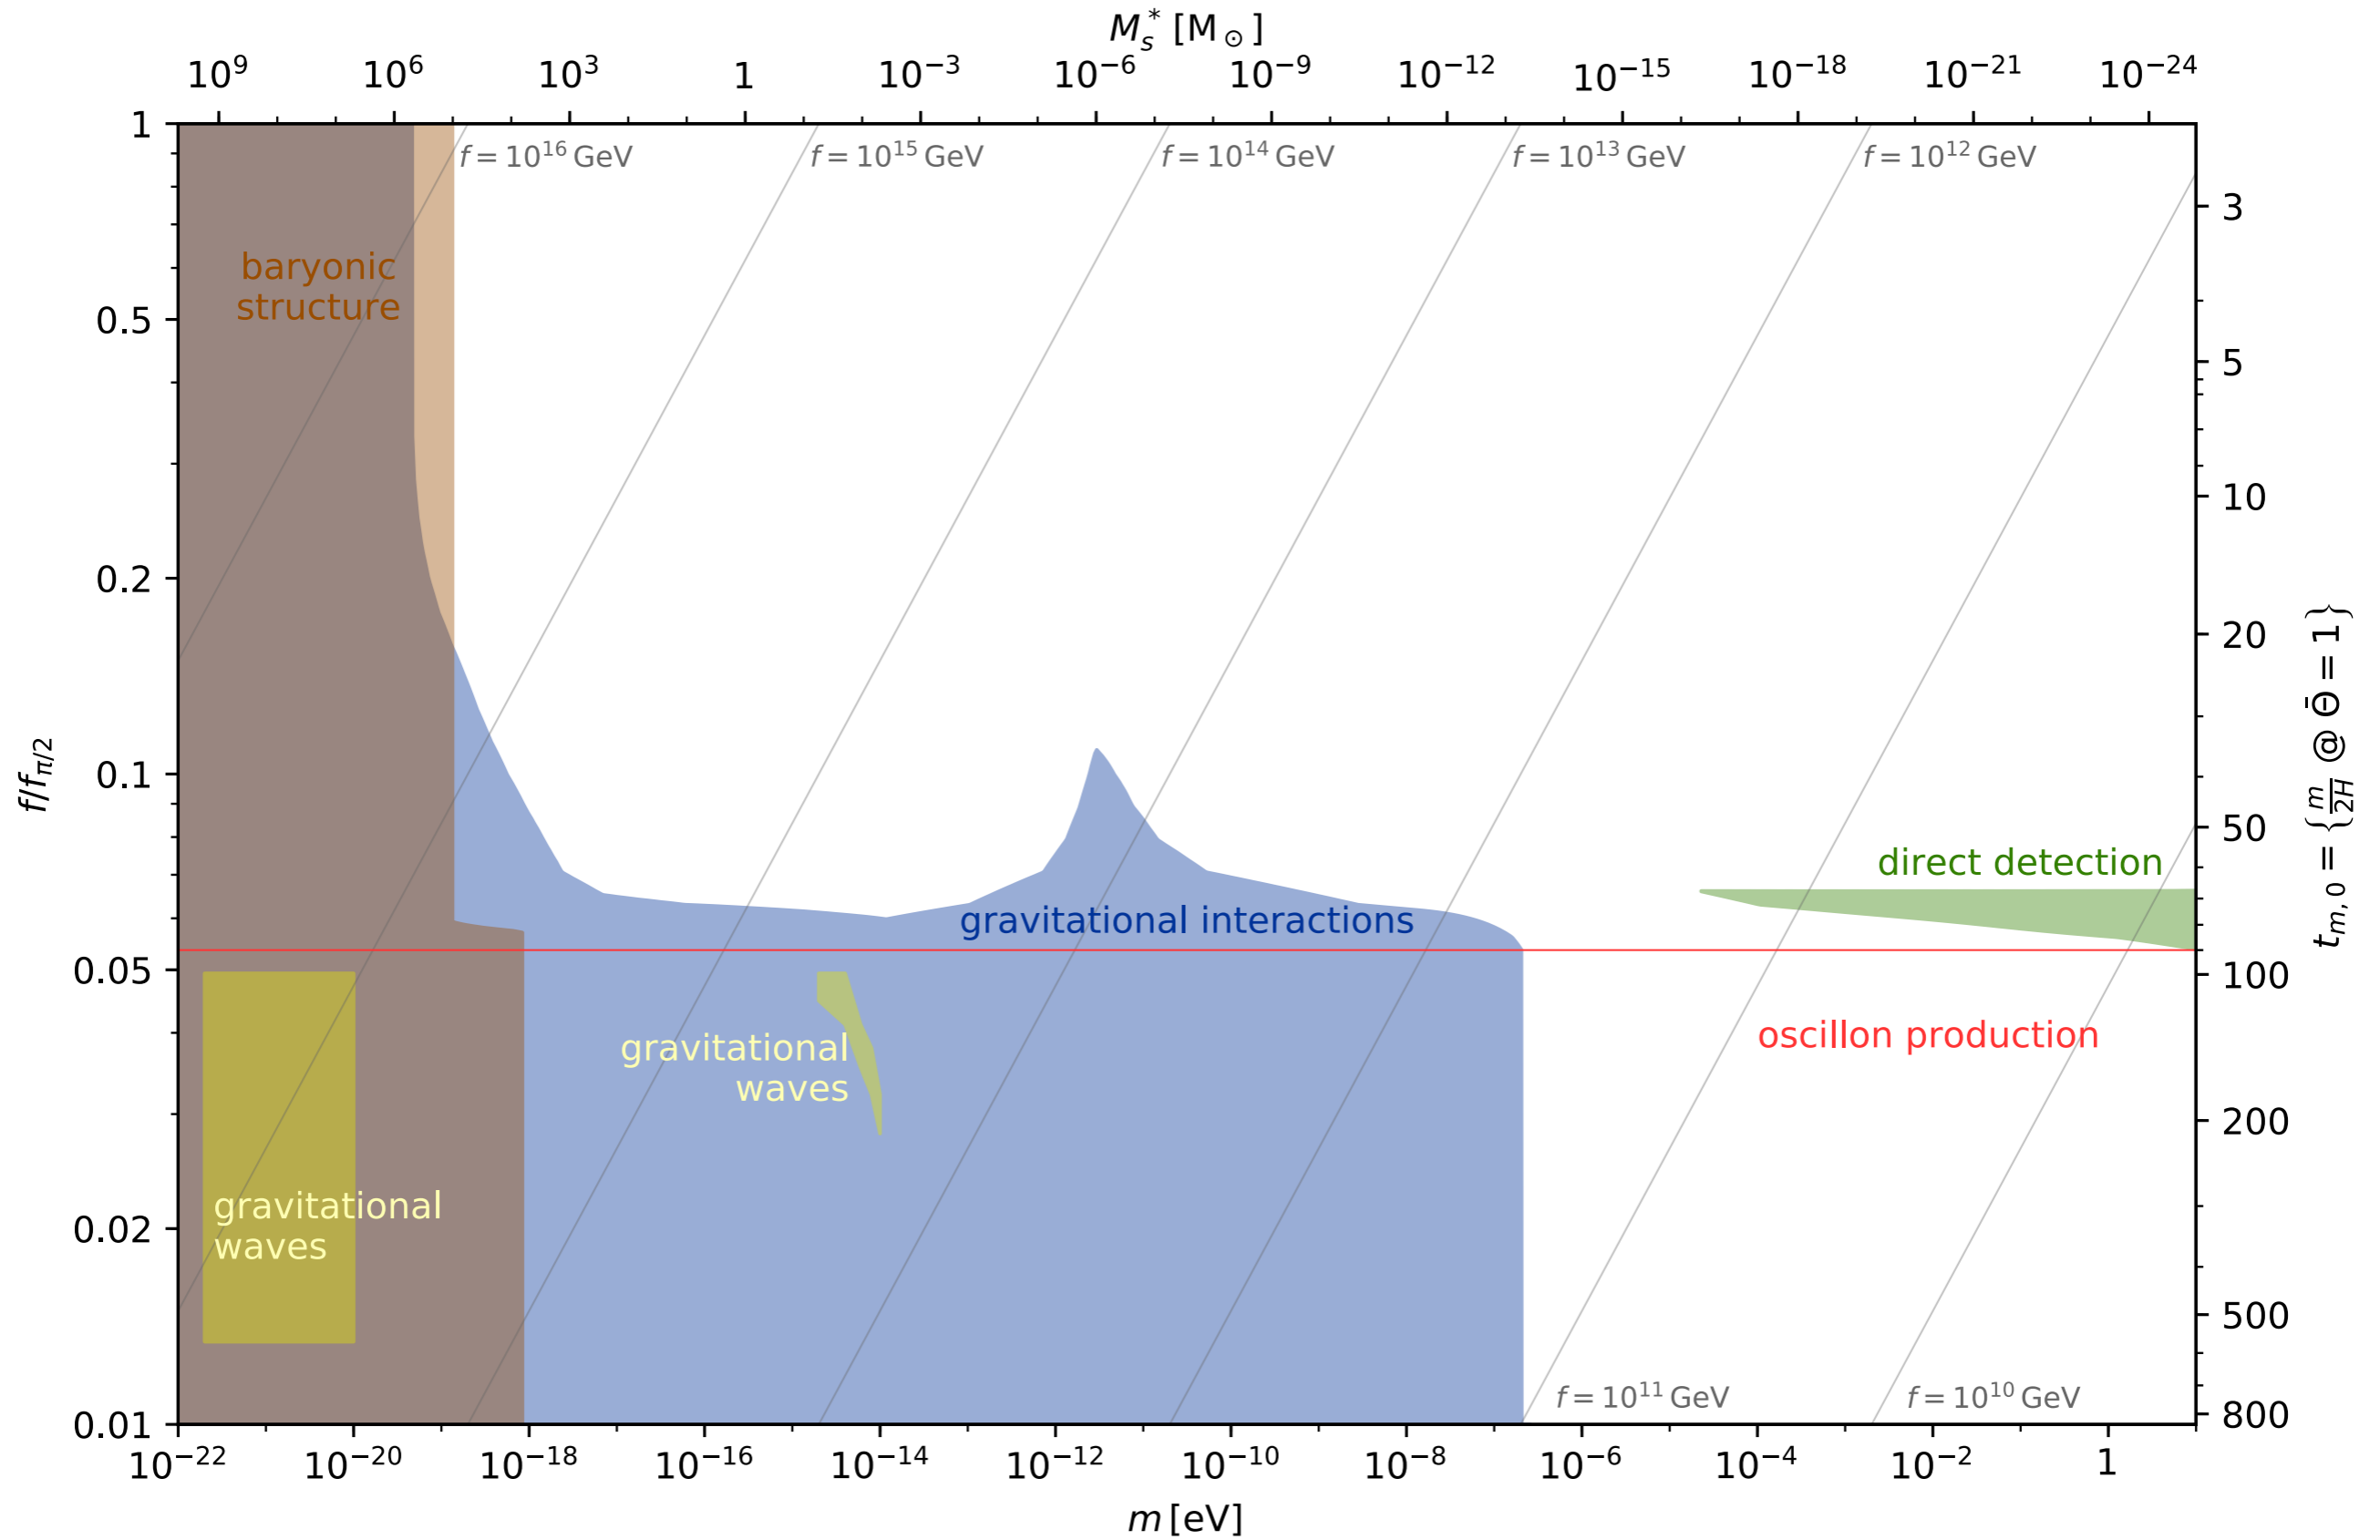 M_s^* [M_⊙]
10^9 10^6 10^3 1 10^−3 10^−6 10^−9 10^−12 10^−15 10^−18 10^−21 10^−24
1
0.5
0.2
0.1
0.05
0.02
0.01
f/f_π/2
f = 10^16 GeV
f = 10^15 GeV
f = 10^14 GeV
f = 10^13 GeV
f = 10^12 GeV
baryonic
structure
direct detection
gravitational interactions
oscillon production
gravitational
waves
gravitational
waves
f = 10^11 GeV
f = 10^10 GeV
3
5
10
20
50
100
200
500
800
t_m,0 = {m/2H @ Θ̄ = 1}
10^−22 10^−20 10^−18 10^−16 10^−14 10^−12 10^−10 10^−8 10^−6 10^−4 10^−2 1
m [eV]